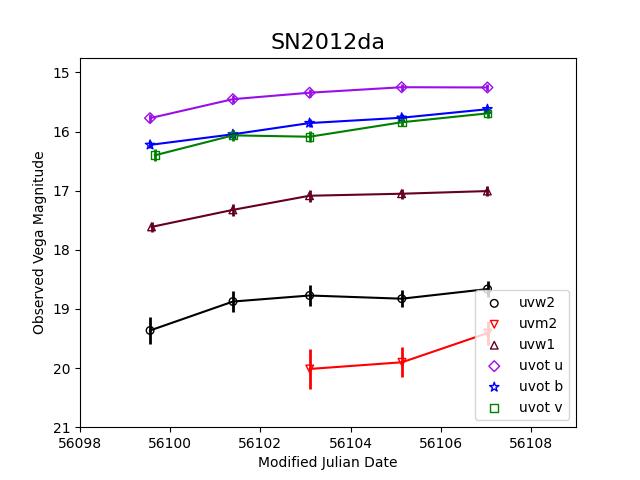 SN2012da
Observed Vega Magnitude
15
16
17
18
19
20
21
56098 56100 56102 56104 56106 56108
Modified Julian Date
uvw2
uvm2
uvw1
uvot u
uvot b
uvot v